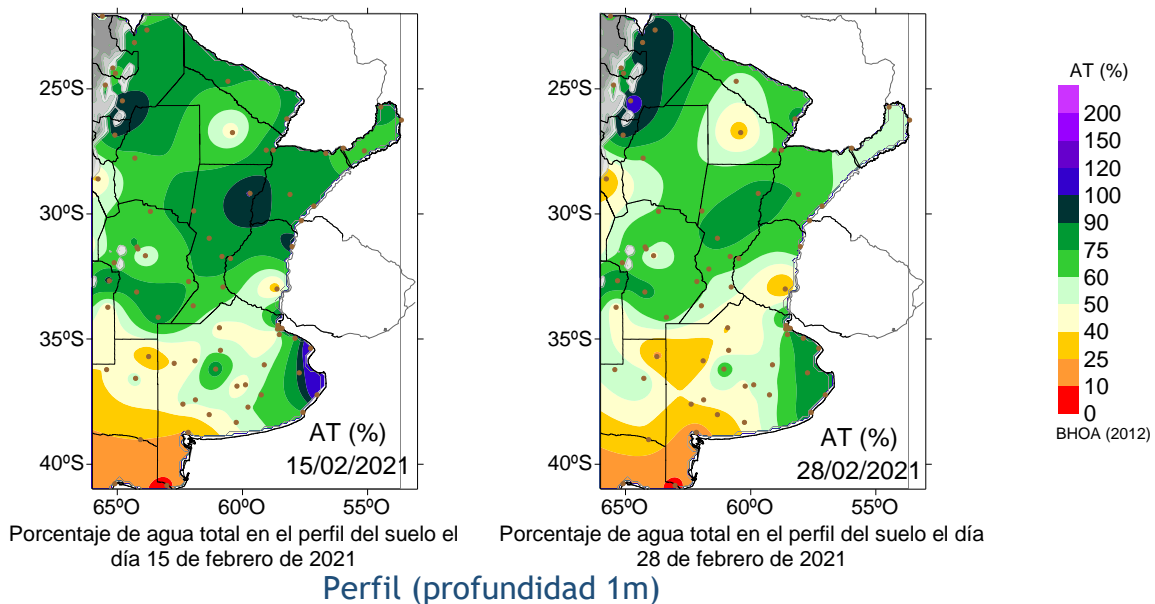 25ºS
30ºS
35ºS
40ºS
65ºO
60ºO
55ºO
AT (%)
15/02/2021
Porcentaje de agua total en el perfil del suelo el
día 15 de febrero de 2021
25ºS
30ºS
35ºS
40ºS
65ºO
60ºO
55ºO
AT (%)
28/02/2021
Porcentaje de agua total en el perfil del suelo el día
28 de febrero de 2021
AT (%)
200
150
120
100
90
75
60
50
40
25
10
0
BHOA (2012)
Perfil (profundidad 1m)